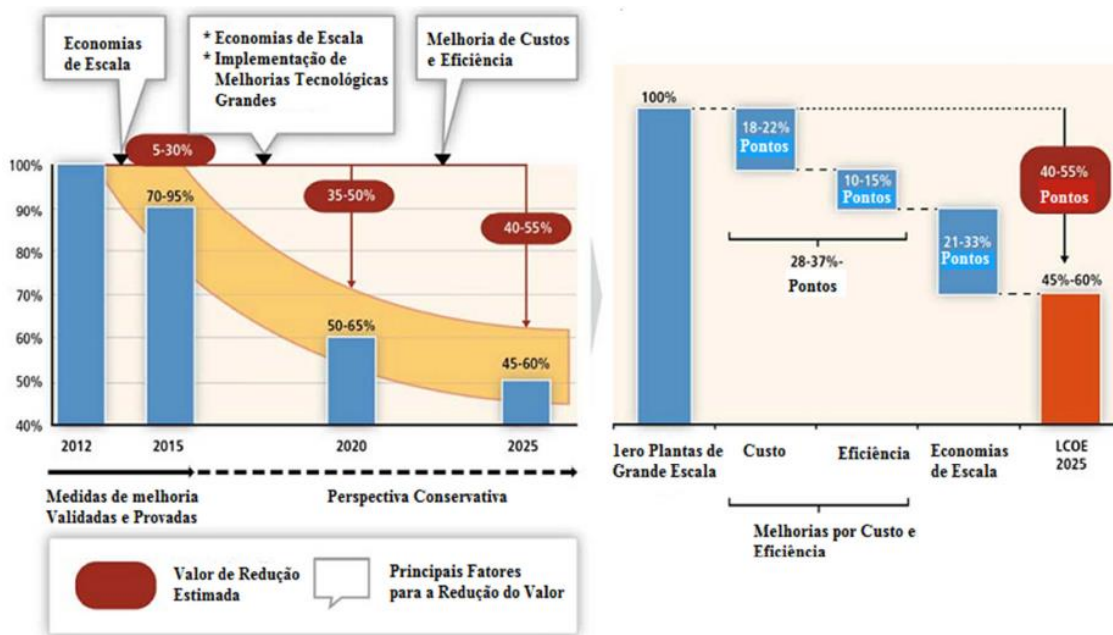 Economias
de Escala
* Economias de Escala
* Implementação de
Melhorias Tecnológicas
Grandes
Melhoria de Custos
e Eficiência
100%
90%
80%
70%
60%
50%
40%
5-30%
70-95%
35-50%
50-65%
40-55%
45-60%
2012
2015
2020
2025
Medidas de melhoria
Validadas e Provadas
Perspectiva Conservativa
Valor de Redução
Estimada
Principais Fatores
para a Redução do Valor
100%
18-22%
Pontos
10-15%
Pontos
28-37%-
Pontos
21-33%
Pontos
40-55%
Pontos
45%-60%
1ero Plantas de
Grande Escala
Custo
Eficiência
Economias
de Escala
LCOE
2025
Melhorias por Custo e
Eficiência